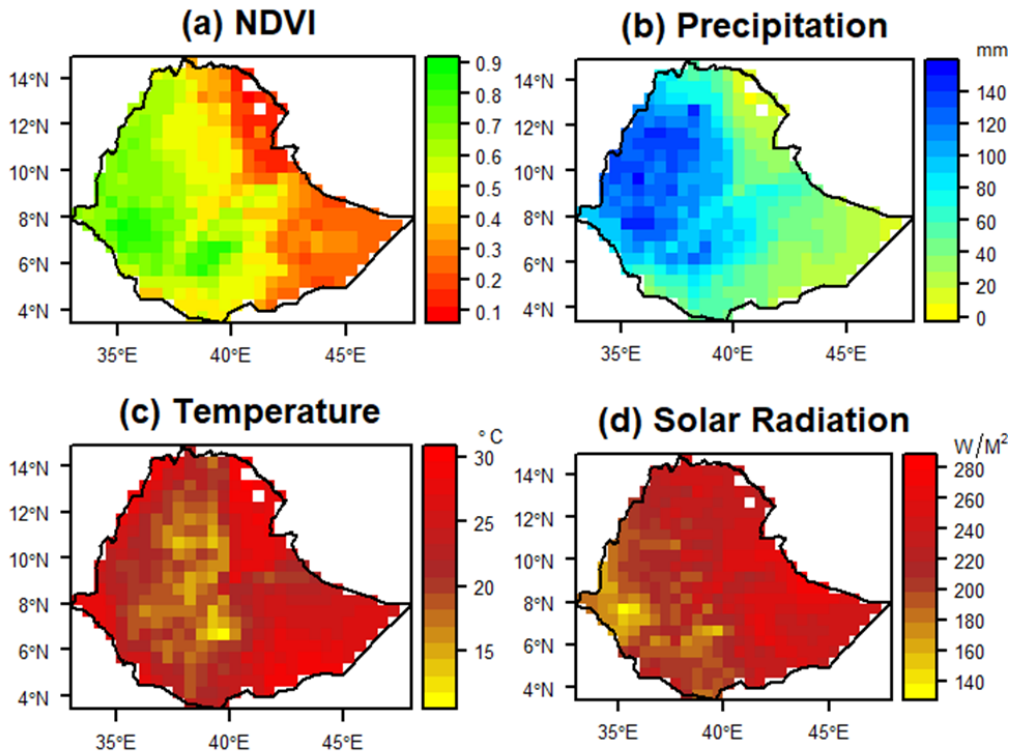 (a) NDVI
14°N
12°N
10°N
8°N
6°N
4°N
35°E
40°E
45°E
0.9
0.8
0.7
0.6
0.5
0.4
0.3
0.2
0.1
(b) Precipitation
mm
14°N
12°N
10°N
8°N
6°N
4°N
35°E
40°E
45°E
140
120
100
80
60
40
20
0
(c) Temperature
°C
14°N
12°N
10°N
8°N
6°N
4°N
35°E
40°E
45°E
30
25
20
15
(d) Solar Radiation
W/M²
14°N
12°N
10°N
8°N
6°N
4°N
35°E
40°E
45°E
280
260
240
220
200
180
160
140